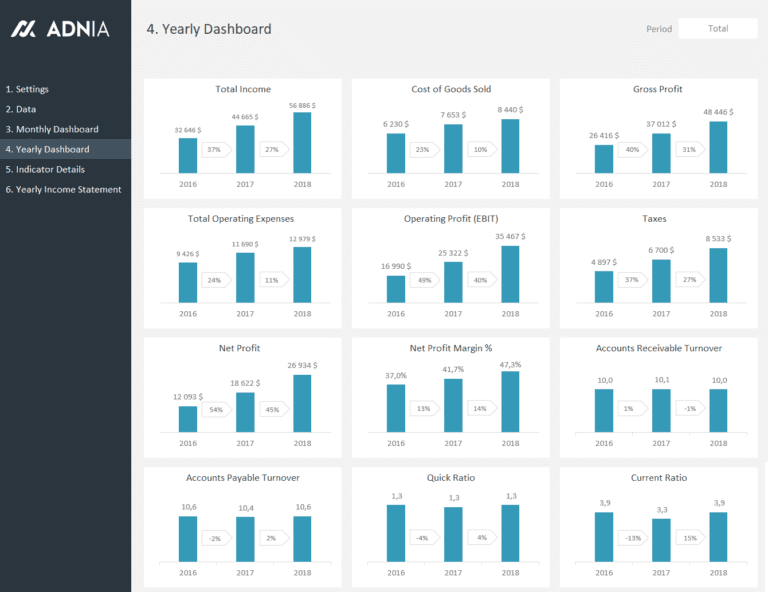 ADNIA
4. Yearly Dashboard
Period Total
1. Settings
2. Data
3. Monthly Dashboard
4. Yearly Dashboard
5. Indicator Details
6. Yearly Income Statement
Total Income
32 646 $ 44 665 $ 56 886 $
37% 27%
2016 2017 2018
Cost of Goods Sold
6 230 $ 7 653 $ 8 440 $
23% 10%
2016 2017 2018
Gross Profit
26 416 $ 37 012 $ 48 446 $
40% 31%
2016 2017 2018
Total Operating Expenses
9 426 $ 11 690 $ 12 979 $
24% 11%
2016 2017 2018
Operating Profit (EBIT)
16 990 $ 25 322 $ 35 467 $
49% 40%
2016 2017 2018
Taxes
4 897 $ 6 700 $ 8 533 $
37% 27%
2016 2017 2018
Net Profit
12 093 $ 18 622 $ 26 934 $
54% 45%
2016 2017 2018
Net Profit Margin %
37,0% 41,7% 47,3%
13% 14%
2016 2017 2018
Accounts Receivable Turnover
10,0 10,1 10,0
1% -1%
2016 2017 2018
Accounts Payable Turnover
10,6 10,4 10,6
-2% 2%
2016 2017 2018
Quick Ratio
1,3 1,3 1,3
-4% 4%
2016 2017 2018
Current Ratio
3,9 3,3 3,9
-13% 15%
2016 2017 2018